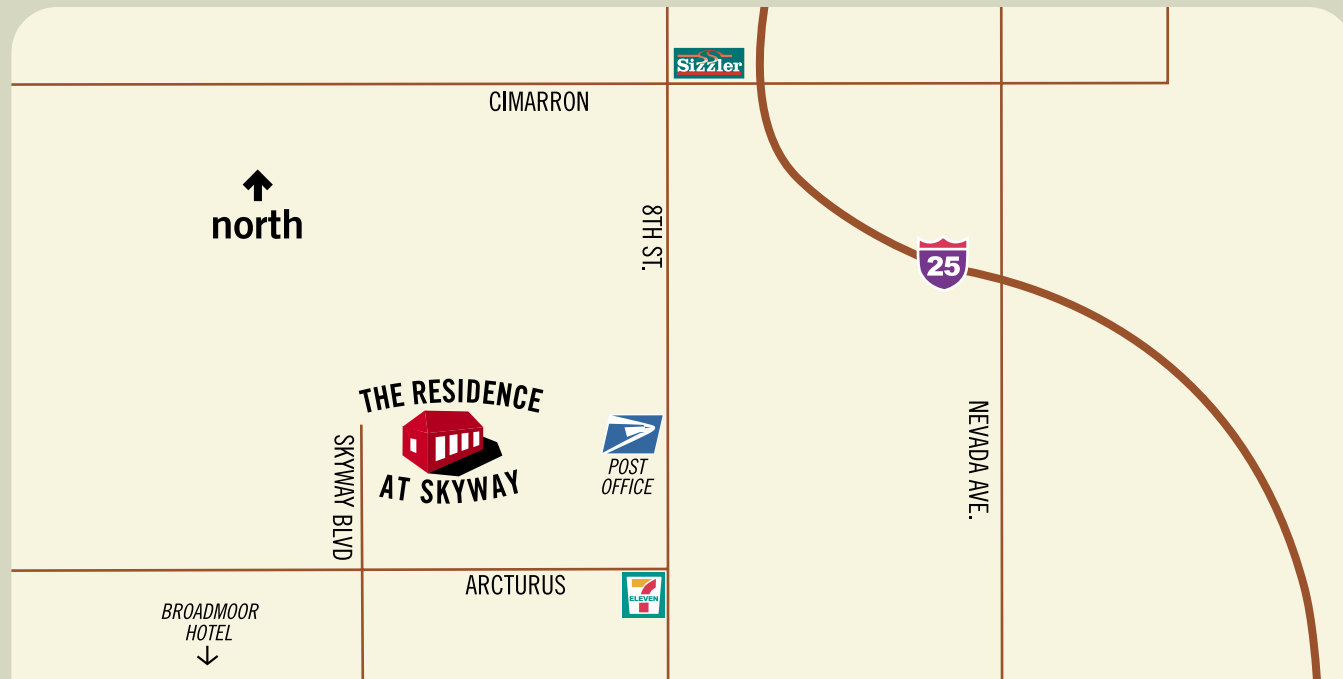 Sizzler
CIMARRON
north
8TH ST.
25
THE RESIDENCE
AT SKYWAY
SKYWAY BLVD
POST
OFFICE
NEVADA AVE.
ARCTURUS
7
ELEVEN
BROADMOOR
HOTEL